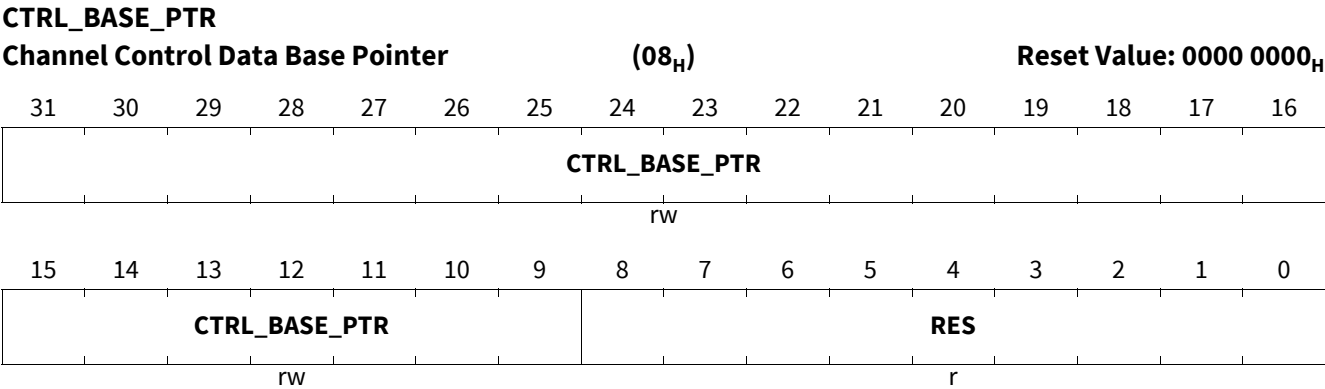 CTRL_BASE_PTR
Channel Control Data Base Pointer (08H) Reset Value: 0000 0000H
31 30 29 28 27 26 25 24 23 22 21 20 19 18 17 16
CTRL_BASE_PTR
rw
15 14 13 12 11 10 9 8 7 6 5 4 3 2 1 0
CTRL_BASE_PTR RES
rw r